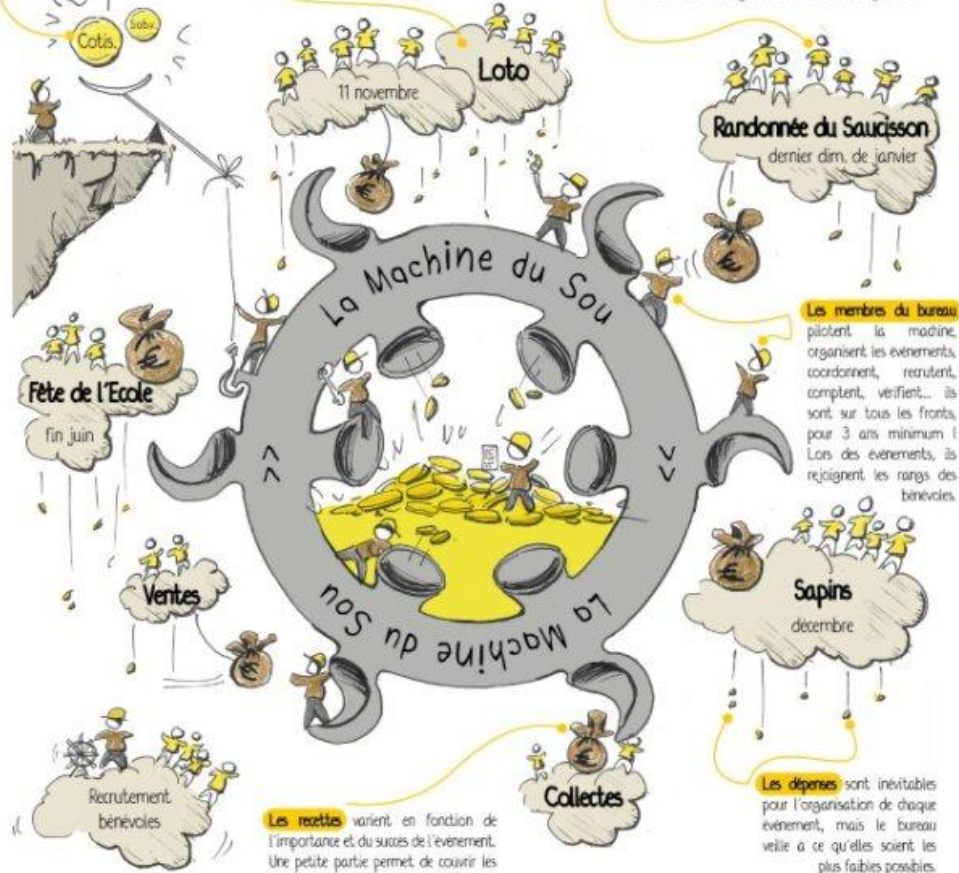 Subv.
Cotis.
11 novembre
Loto
Randonnée du Saucisson
dernier dim. de janvier
€
€
La Machine du Sou
Les membres du bureau
pilotent la machine,
organisent les évènements,
coordonnent, recrutent,
comptent, vérifient... ils
sont sur tous les fronts,
pour 3 ans minimum !
Lors des évènements, ils
rejoignent les rangs des
bénévoles.
Fête de l'Ecole
fin juin
€
Ventes
€
La Machine du Sou
Sapins
décembre
€
Recrutement
bénévoles
Les recettes varient en fonction de
l'importance et du succès de l'évènement.
Une petite partie permet de couvrir les
Collectes
€
Les dépenses sont inévitables
pour l'organisation de chaque
évènement, mais le bureau
veille à ce qu'elles soient les
plus faibles possibles.